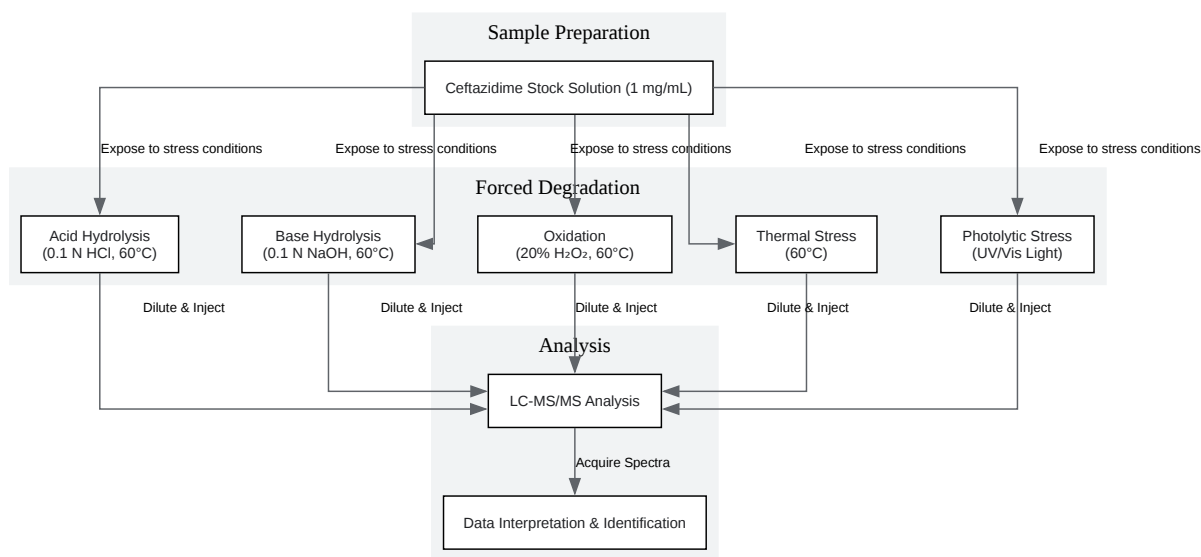 Sample Preparation
Ceftazidime Stock Solution (1 mg/mL)
Expose to stress conditions
Expose to stress conditions
Expose to stress conditions
Expose to stress conditions
Expose to stress conditions
Forced Degradation
Acid Hydrolysis
(0.1 N HCl, 60°C)
Base Hydrolysis
(0.1 N NaOH, 60°C)
Oxidation
(20% H₂O₂, 60°C)
Thermal Stress
(60°C)
Photolytic Stress
(UV/Vis Light)
Dilute & Inject
Dilute & Inject
Dilute & Inject
Dilute & Inject
Dilute & Inject
Analysis
LC-MS/MS Analysis
Acquire Spectra
Data Interpretation & Identification